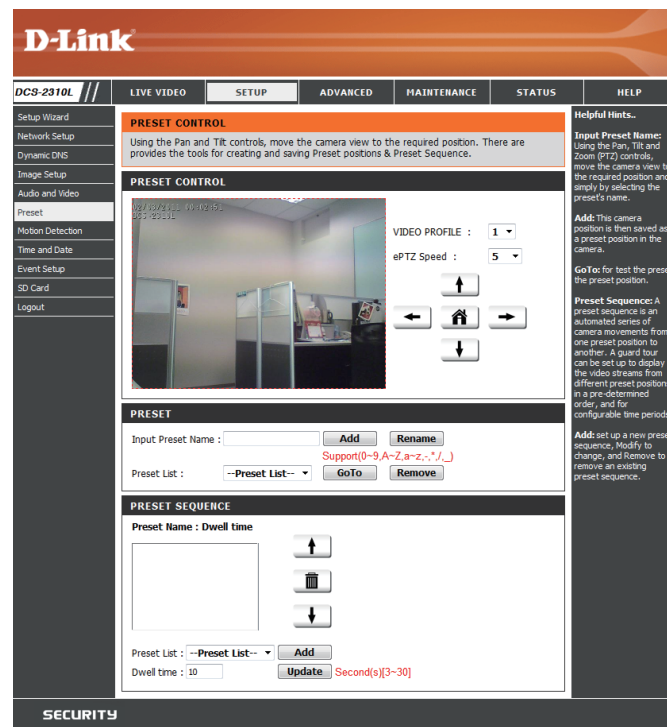 D-Link
DCS-2310L // LIVE VIDEO SETUP ADVANCED MAINTENANCE STATUS HELP
Setup Wizard
Network Setup
Dynamic DNS
Image Setup
Audio and Video
Preset
Motion Detection
Time and Date
Event Setup
SD Card
Logout
PRESET CONTROL
Using the Pan and Tilt controls, move the camera view to the required position. There are
provides the tools for creating and saving Preset positions & Preset Sequence.
PRESET CONTROL
DCS-2310L
VIDEO PROFILE : 1
ePTZ Speed : 5
PRESET
Input Preset Name : Add Rename
Support(0~9,A~Z,a~z,-,*,/,_)
Preset List : --Preset List-- GoTo Remove
PRESET SEQUENCE
Preset Name : Dwell time
Preset List : --Preset List-- Add
Dwell time : 10 Update Second(s)[3~30]
Helpful Hints..
Input Preset Name:
Using the Pan, Tilt and
Zoom (PTZ) controls,
move the camera view to
the required position and
simply by selecting the
preset's name.
Add: This camera
position is then saved as
a preset position in the
camera.
GoTo: for test the prese
the preset position.
Preset Sequence: A
preset sequence is an
automated series of
camera movements from
one preset position to
another. A guard tour
can be set up to display
the video streams from
different preset positions
in a pre-determined
order, and for
configurable time periods
Add: set up a new prese
sequence, Modify to
change, and Remove to
remove an existing
preset sequence.
SECURITY